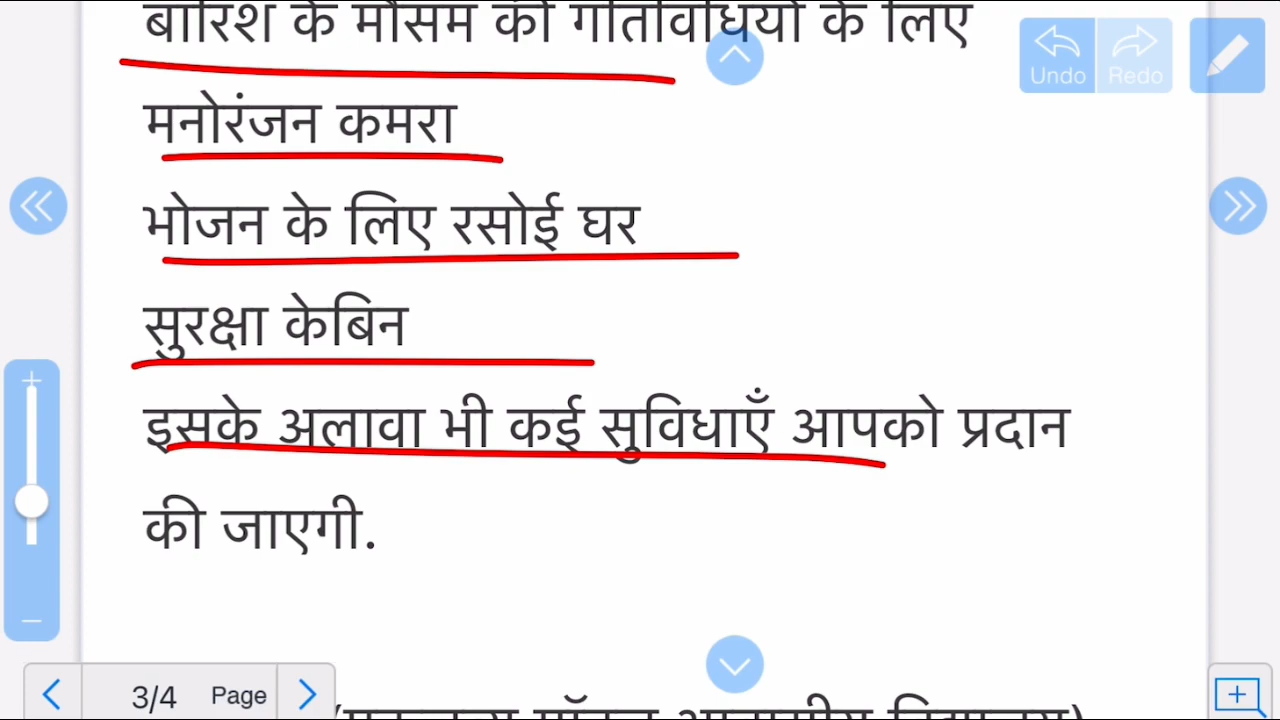 बारिश के मौसम की गतिविधियों के लिए
Undo Redo
मनोरंजन कमरा
भोजन के लिए रसोई घर
सुरक्षा केबिन
इसके अलावा भी कई सुविधाएँ आपको प्रदान
की जाएगी.
3/4 Page